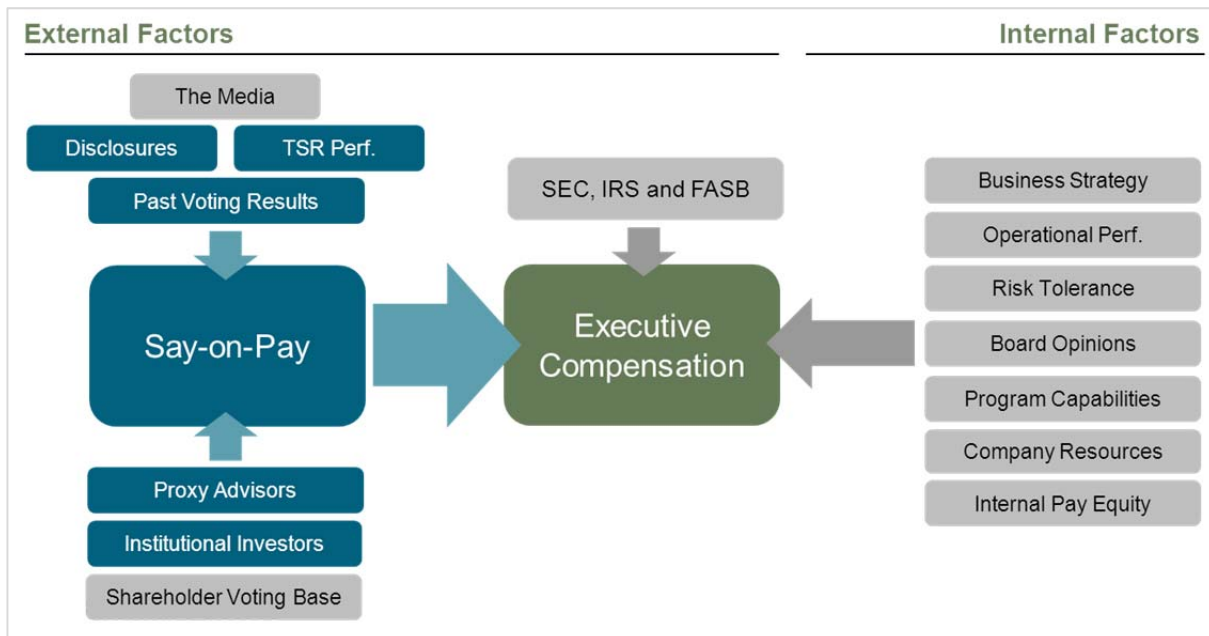 External Factors
Internal Factors
The Media
Disclosures
TSR Perf.
Past Voting Results
Say-on-Pay
Proxy Advisors
Institutional Investors
Shareholder Voting Base
SEC, IRS and FASB
Executive
Compensation
Business Strategy
Operational Perf.
Risk Tolerance
Board Opinions
Program Capabilities
Company Resources
Internal Pay Equity